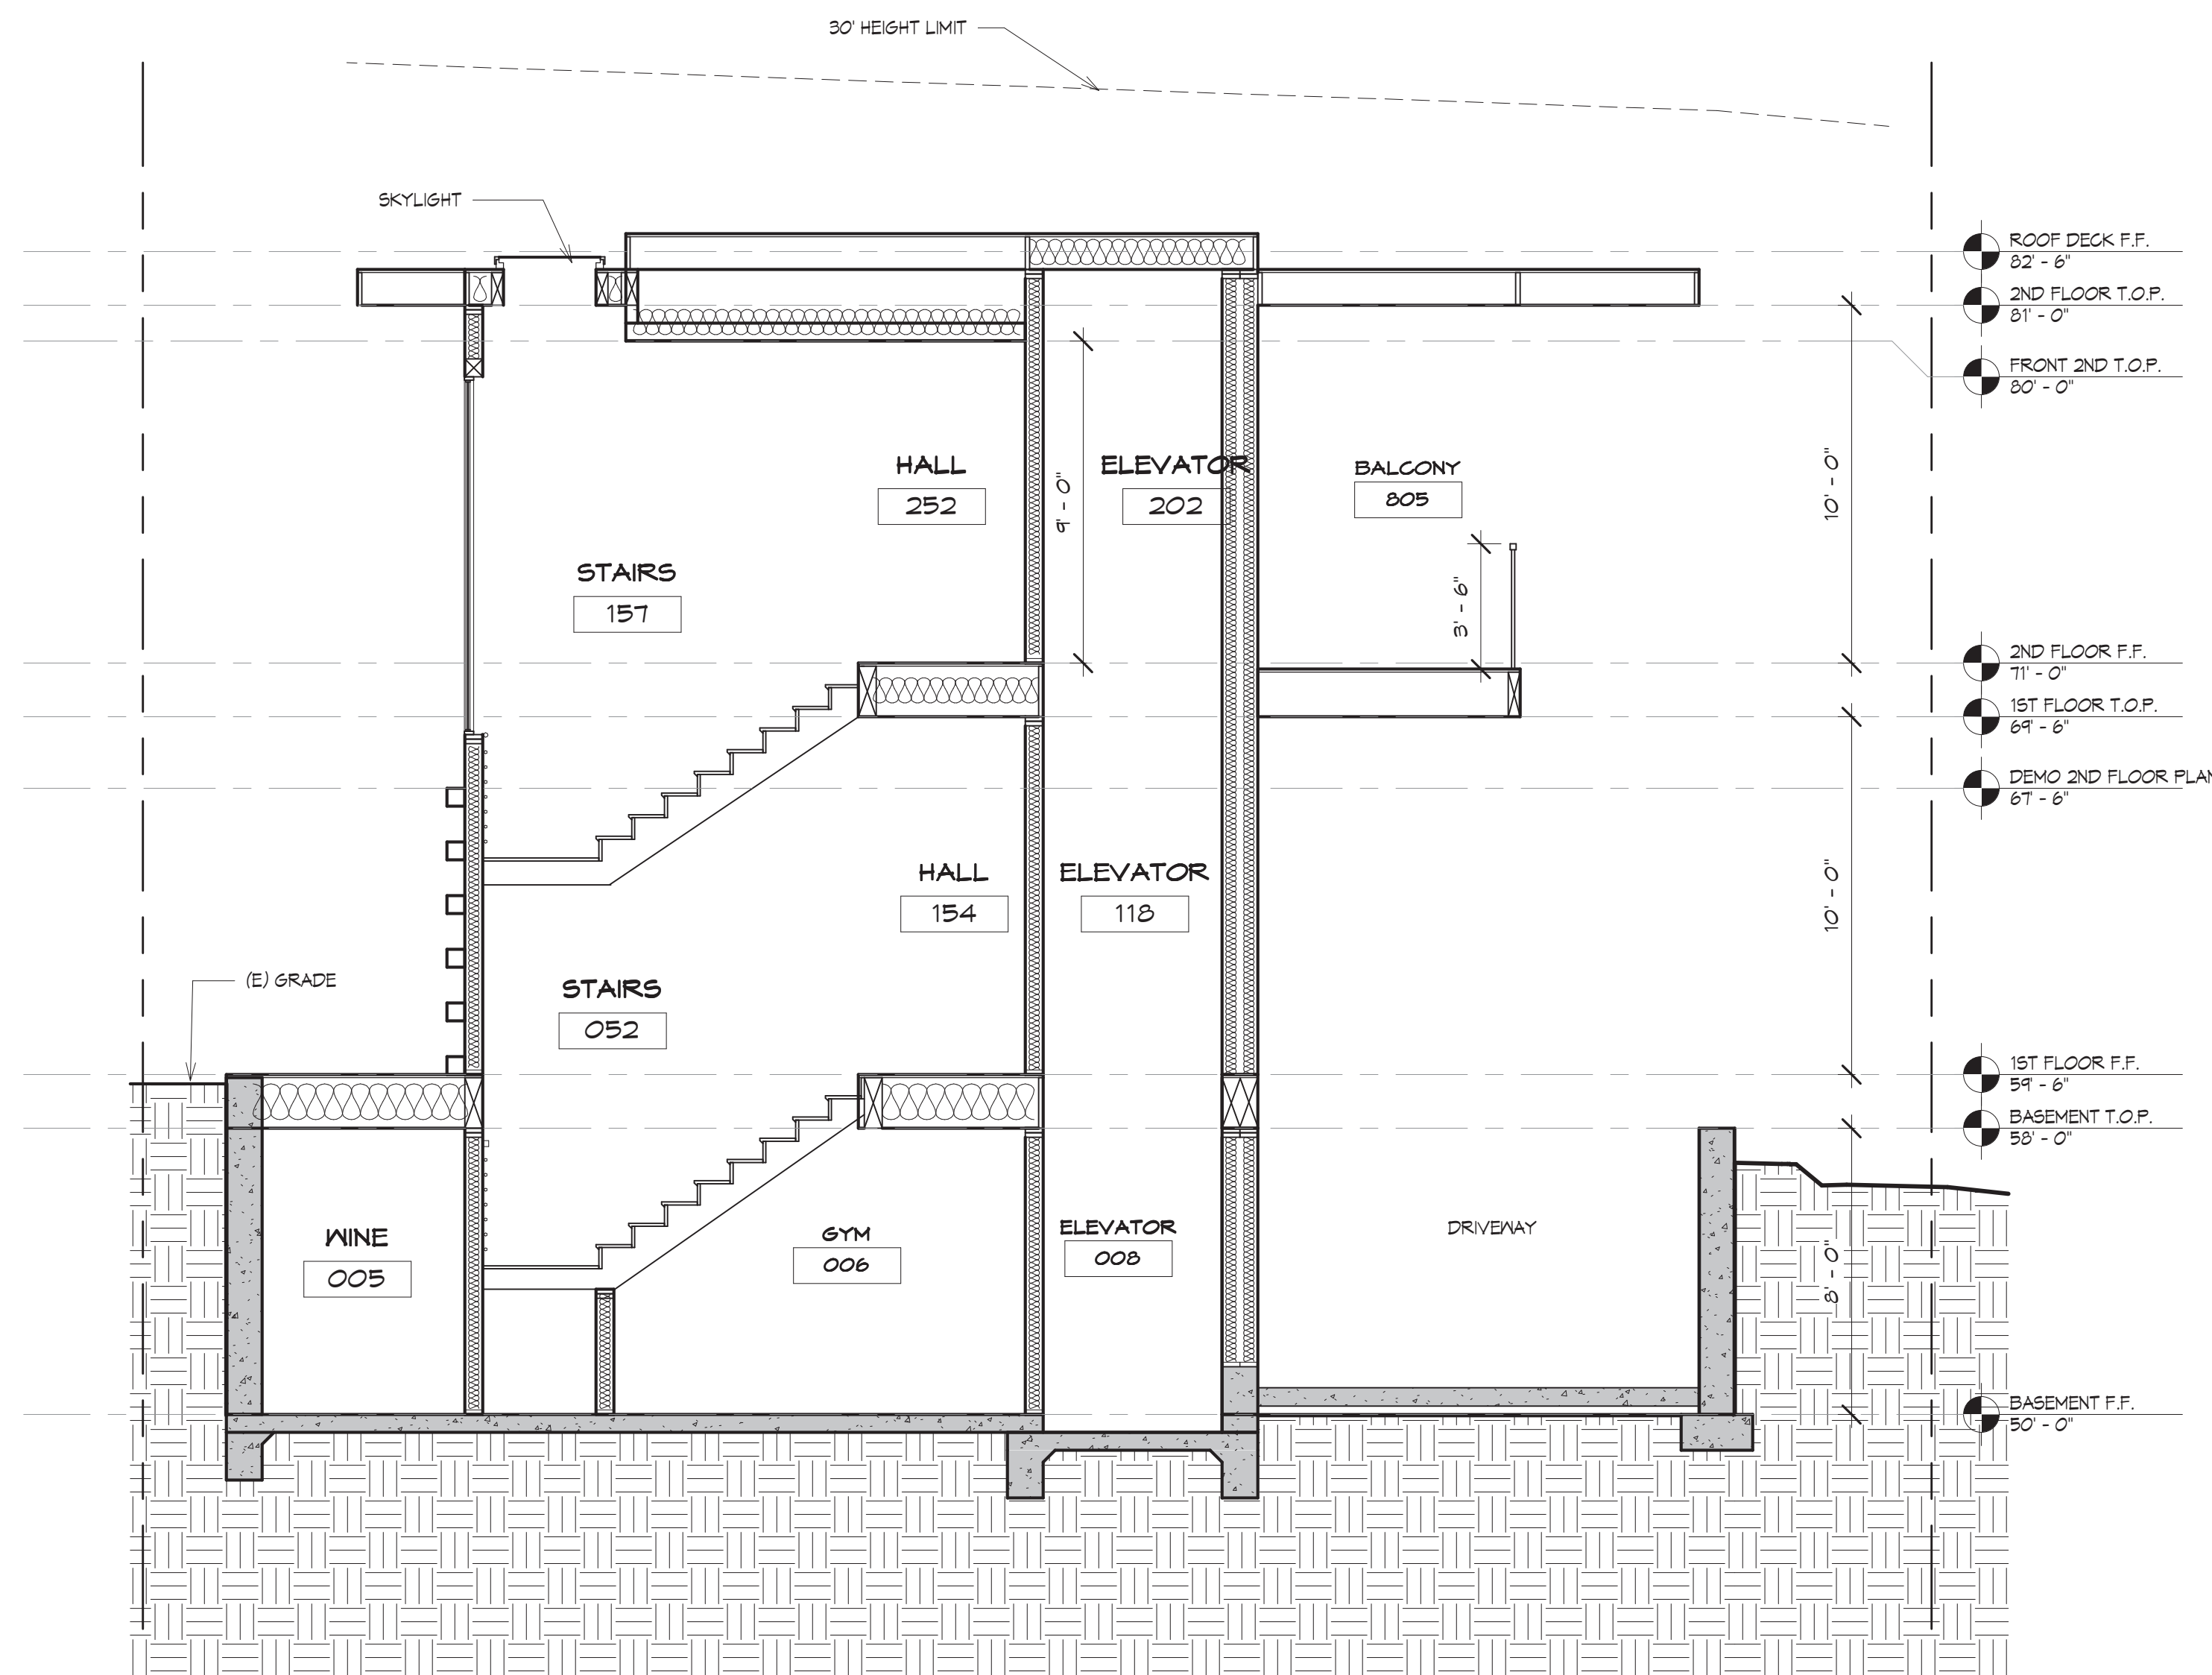 30' HEIGHT LIMIT
SKYLIGHT
ROOF DECK F.F.
82' - 6"
2ND FLOOR T.O.P.
81' - 0"
FRONT 2ND T.O.P.
80' - 0"
HALL
252
ELEVATOR
202
BALCONY
805
9' - 0"
10' - 0"
STAIRS
157
3' - 6"
2ND FLOOR F.F.
71' - 0"
1ST FLOOR T.O.P.
69' - 6"
DEMO 2ND FLOOR PLAN
67' - 6"
HALL
154
ELEVATOR
118
10' - 0"
(E) GRADE
STAIRS
052
1ST FLOOR F.F.
59' - 6"
BASEMENT T.O.P.
58' - 0"
WINE
005
GYM
006
ELEVATOR
008
DRIVEWAY
8' - 0"
BASEMENT F.F.
50' - 0"